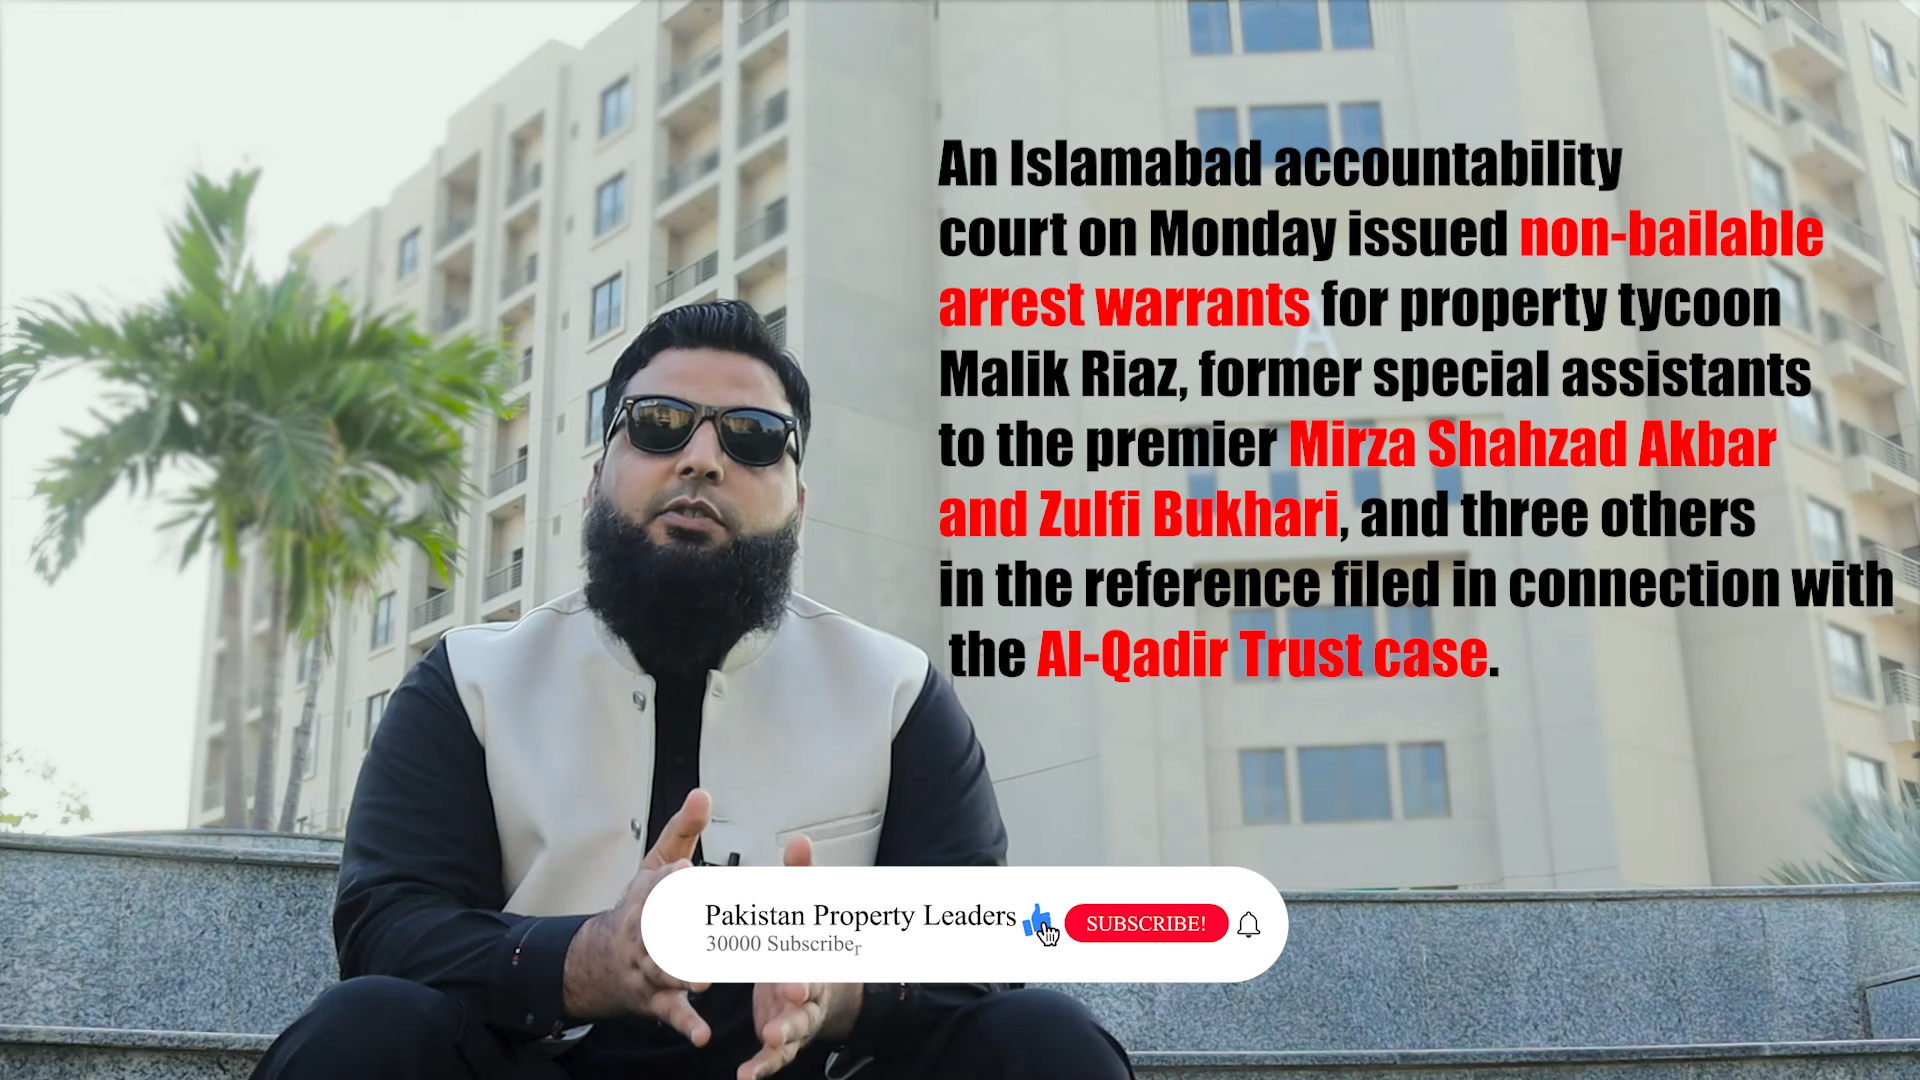 An Islamabad accountability
court on Monday issued non-bailable
arrest warrants for property tycoon
Malik Riaz, former special assistants
to the premier Mirza Shahzad Akbar
and Zulfi Bukhari, and three others
in the reference filed in connection with
the Al-Qadir Trust case.
A
Pakistan Property Leaders
30000 Subscriber
SUBSCRIBE!